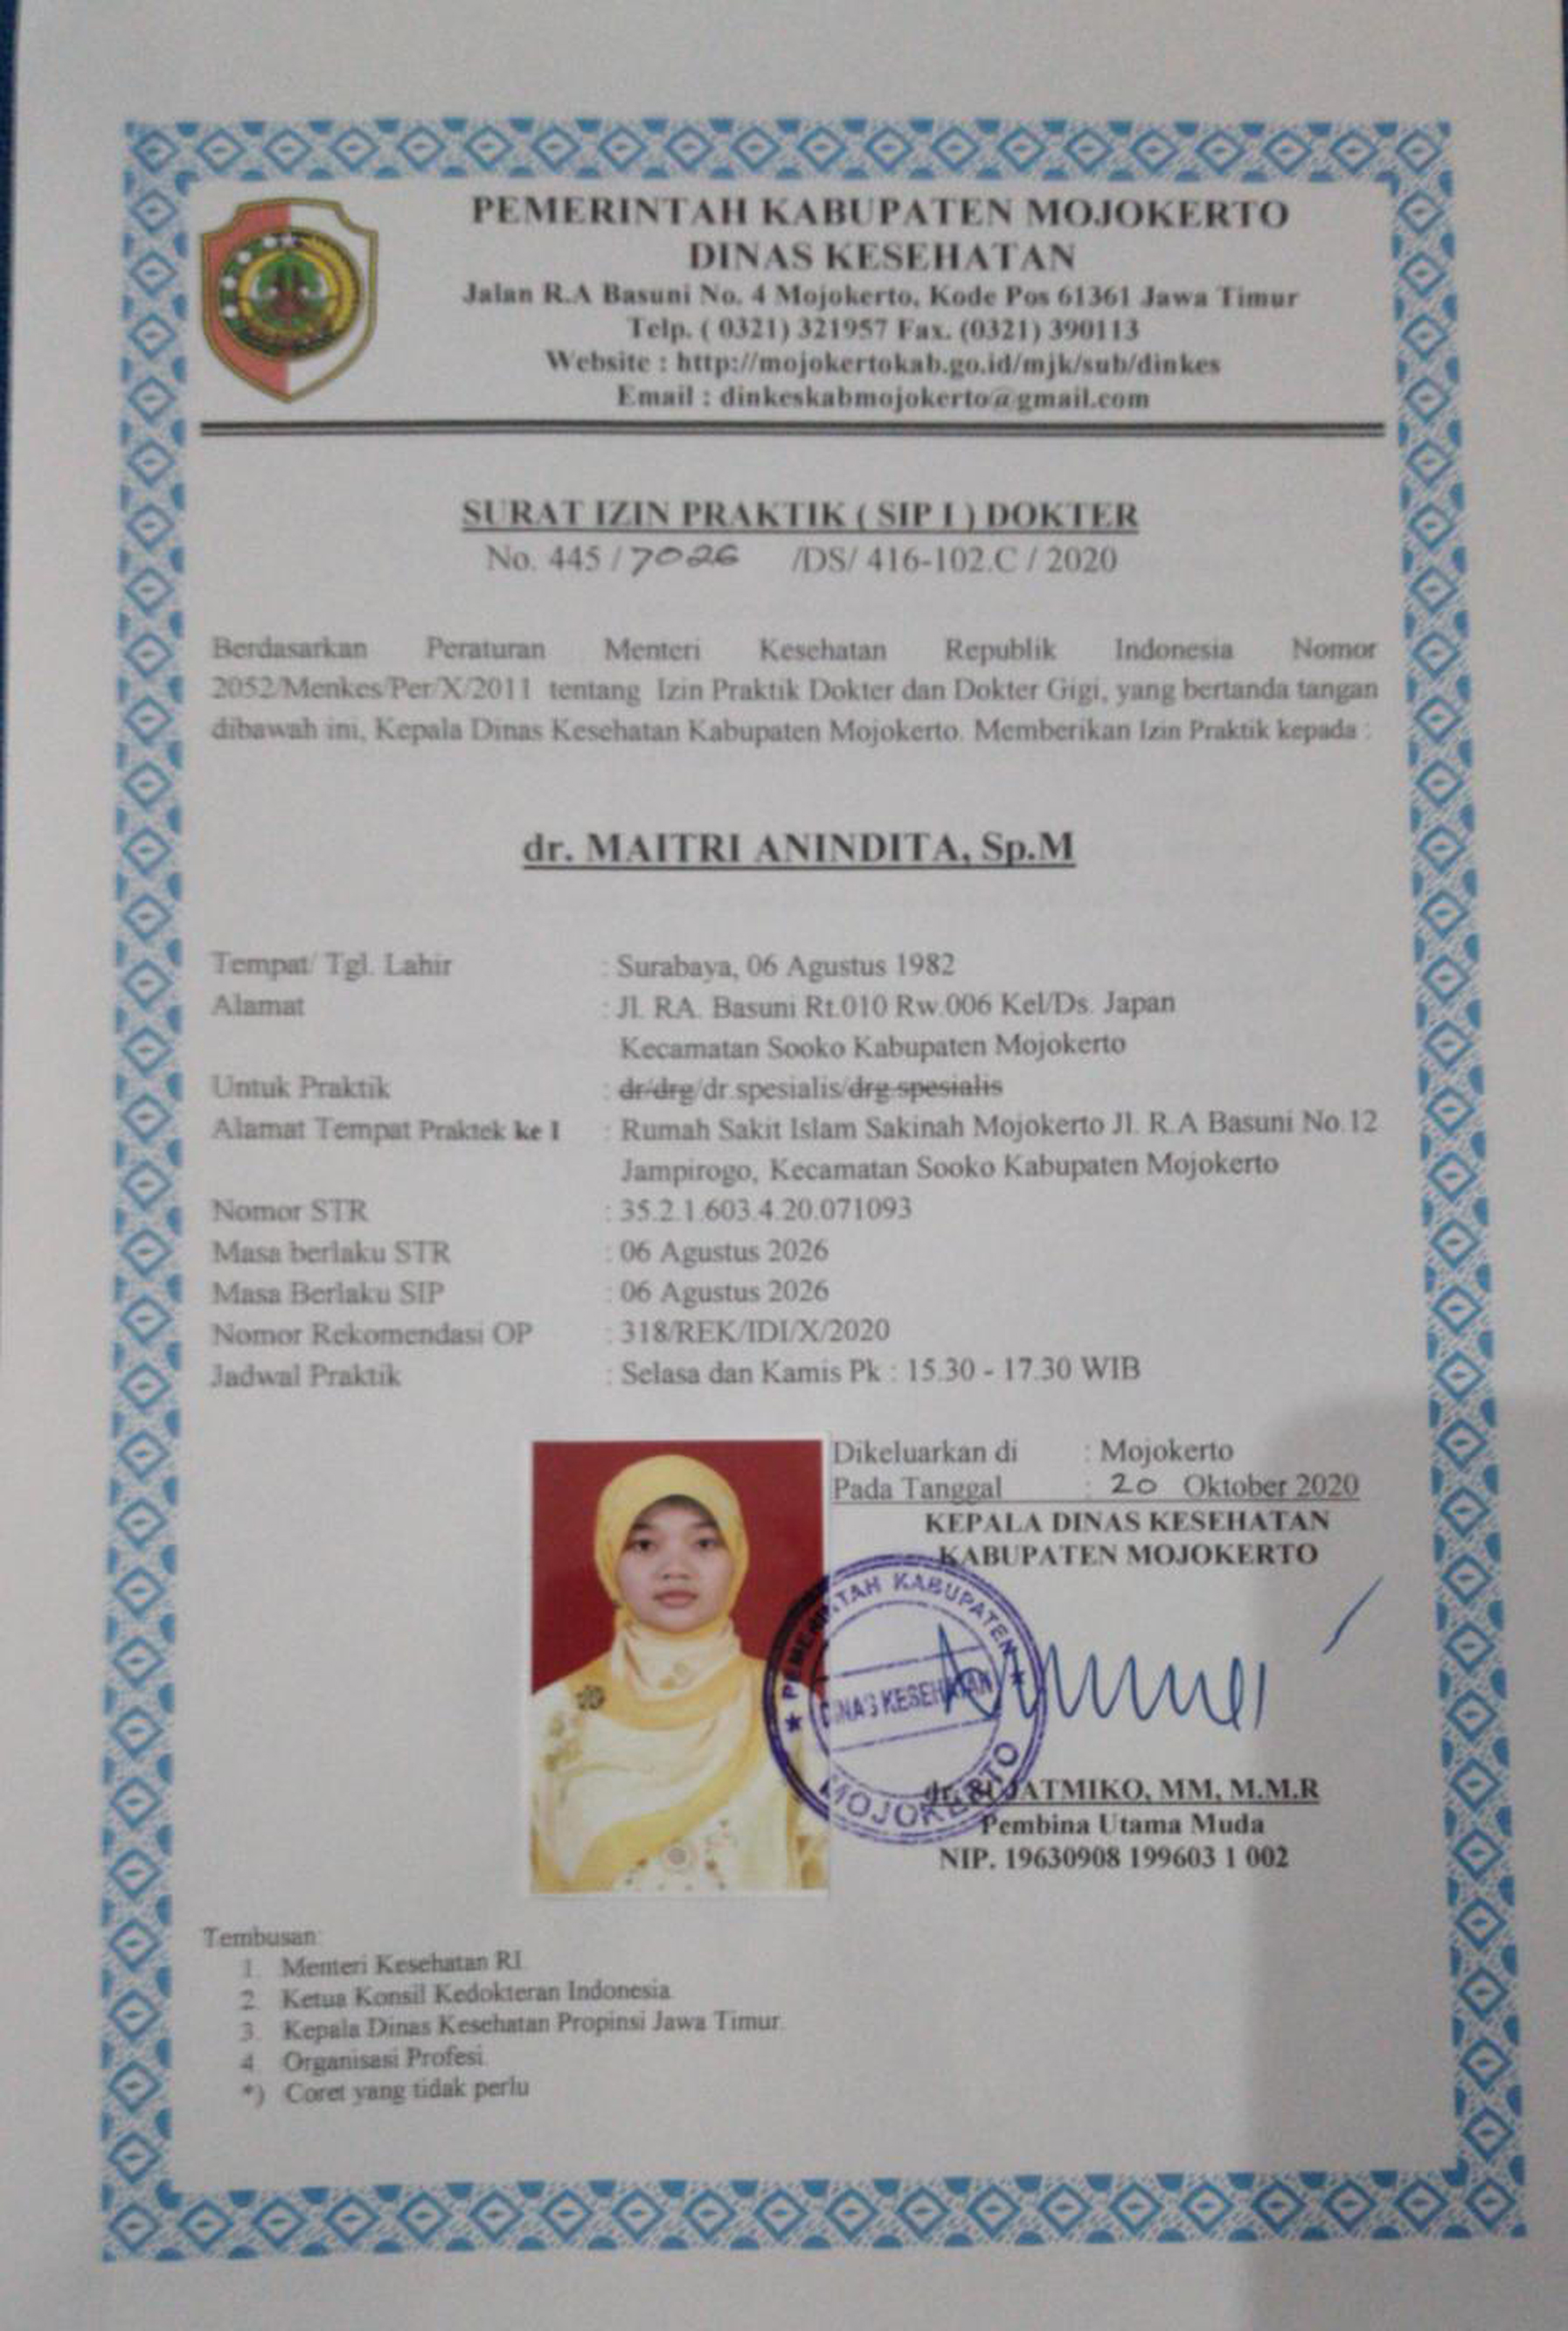 PEMERINTAH KABUPATEN MOJOKERTO
DINAS KESEHATAN
Jalan R.A Basuni No. 4 Mojokerto, Kode Pos 61361 Jawa Timur
Telp. ( 0321) 321957 Fax. (0321) 390113
Website : http://mojokertokab.go.id/mjk/sub/dinkes
Email : dinkeskabmojokerto@gmail.com
SURAT IZIN PRAKTIK ( SIP I ) DOKTER
No. 445 / 7026 /DS/ 416-102.C / 2020
Berdasarkan Peraturan Menteri Kesehatan Republik Indonesia Nomor
2052/Menkes/Per/X/2011 tentang Izin Praktik Dokter dan Dokter Gigi, yang bertanda tangan
dibawah ini, Kepala Dinas Kesehatan Kabupaten Mojokerto. Memberikan Izin Praktik kepada :
dr. MAITRI ANINDITA, Sp.M
Tempat/ Tgl. Lahir : Surabaya, 06 Agustus 1982
Alamat : Jl. RA. Basuni Rt.010 Rw.006 Kel/Ds. Japan
Kecamatan Sooko Kabupaten Mojokerto
Untuk Praktik : dr/drg/dr.spesialis/drg.spesialis
Alamat Tempat Praktek ke I : Rumah Sakit Islam Sakinah Mojokerto Jl. R.A Basuni No.12
Jampirogo, Kecamatan Sooko Kabupaten Mojokerto
Nomor STR : 35.2.1.603.4.20.071093
Masa berlaku STR : 06 Agustus 2026
Masa Berlaku SIP : 06 Agustus 2026
Nomor Rekomendasi OP : 318/REK/IDI/X/2020
Jadwal Praktik : Selasa dan Kamis Pk : 15.30 - 17.30 WIB
Dikeluarkan di : Mojokerto
Pada Tanggal : 20 Oktober 2020
KEPALA DINAS KESEHATAN
KABUPATEN MOJOKERTO
PEMERINTAH KABUPATEN
DINAS KESEHATAN
MOJOKERTO
dr. SUJATMIKO, MM, M.M.R
Pembina Utama Muda
NIP. 19630908 199603 1 002
Tembusan:
1. Menteri Kesehatan RI.
2. Ketua Konsil Kedokteran Indonesia.
3. Kepala Dinas Kesehatan Propinsi Jawa Timur.
4. Organisasi Profesi.
*) Coret yang tidak perlu